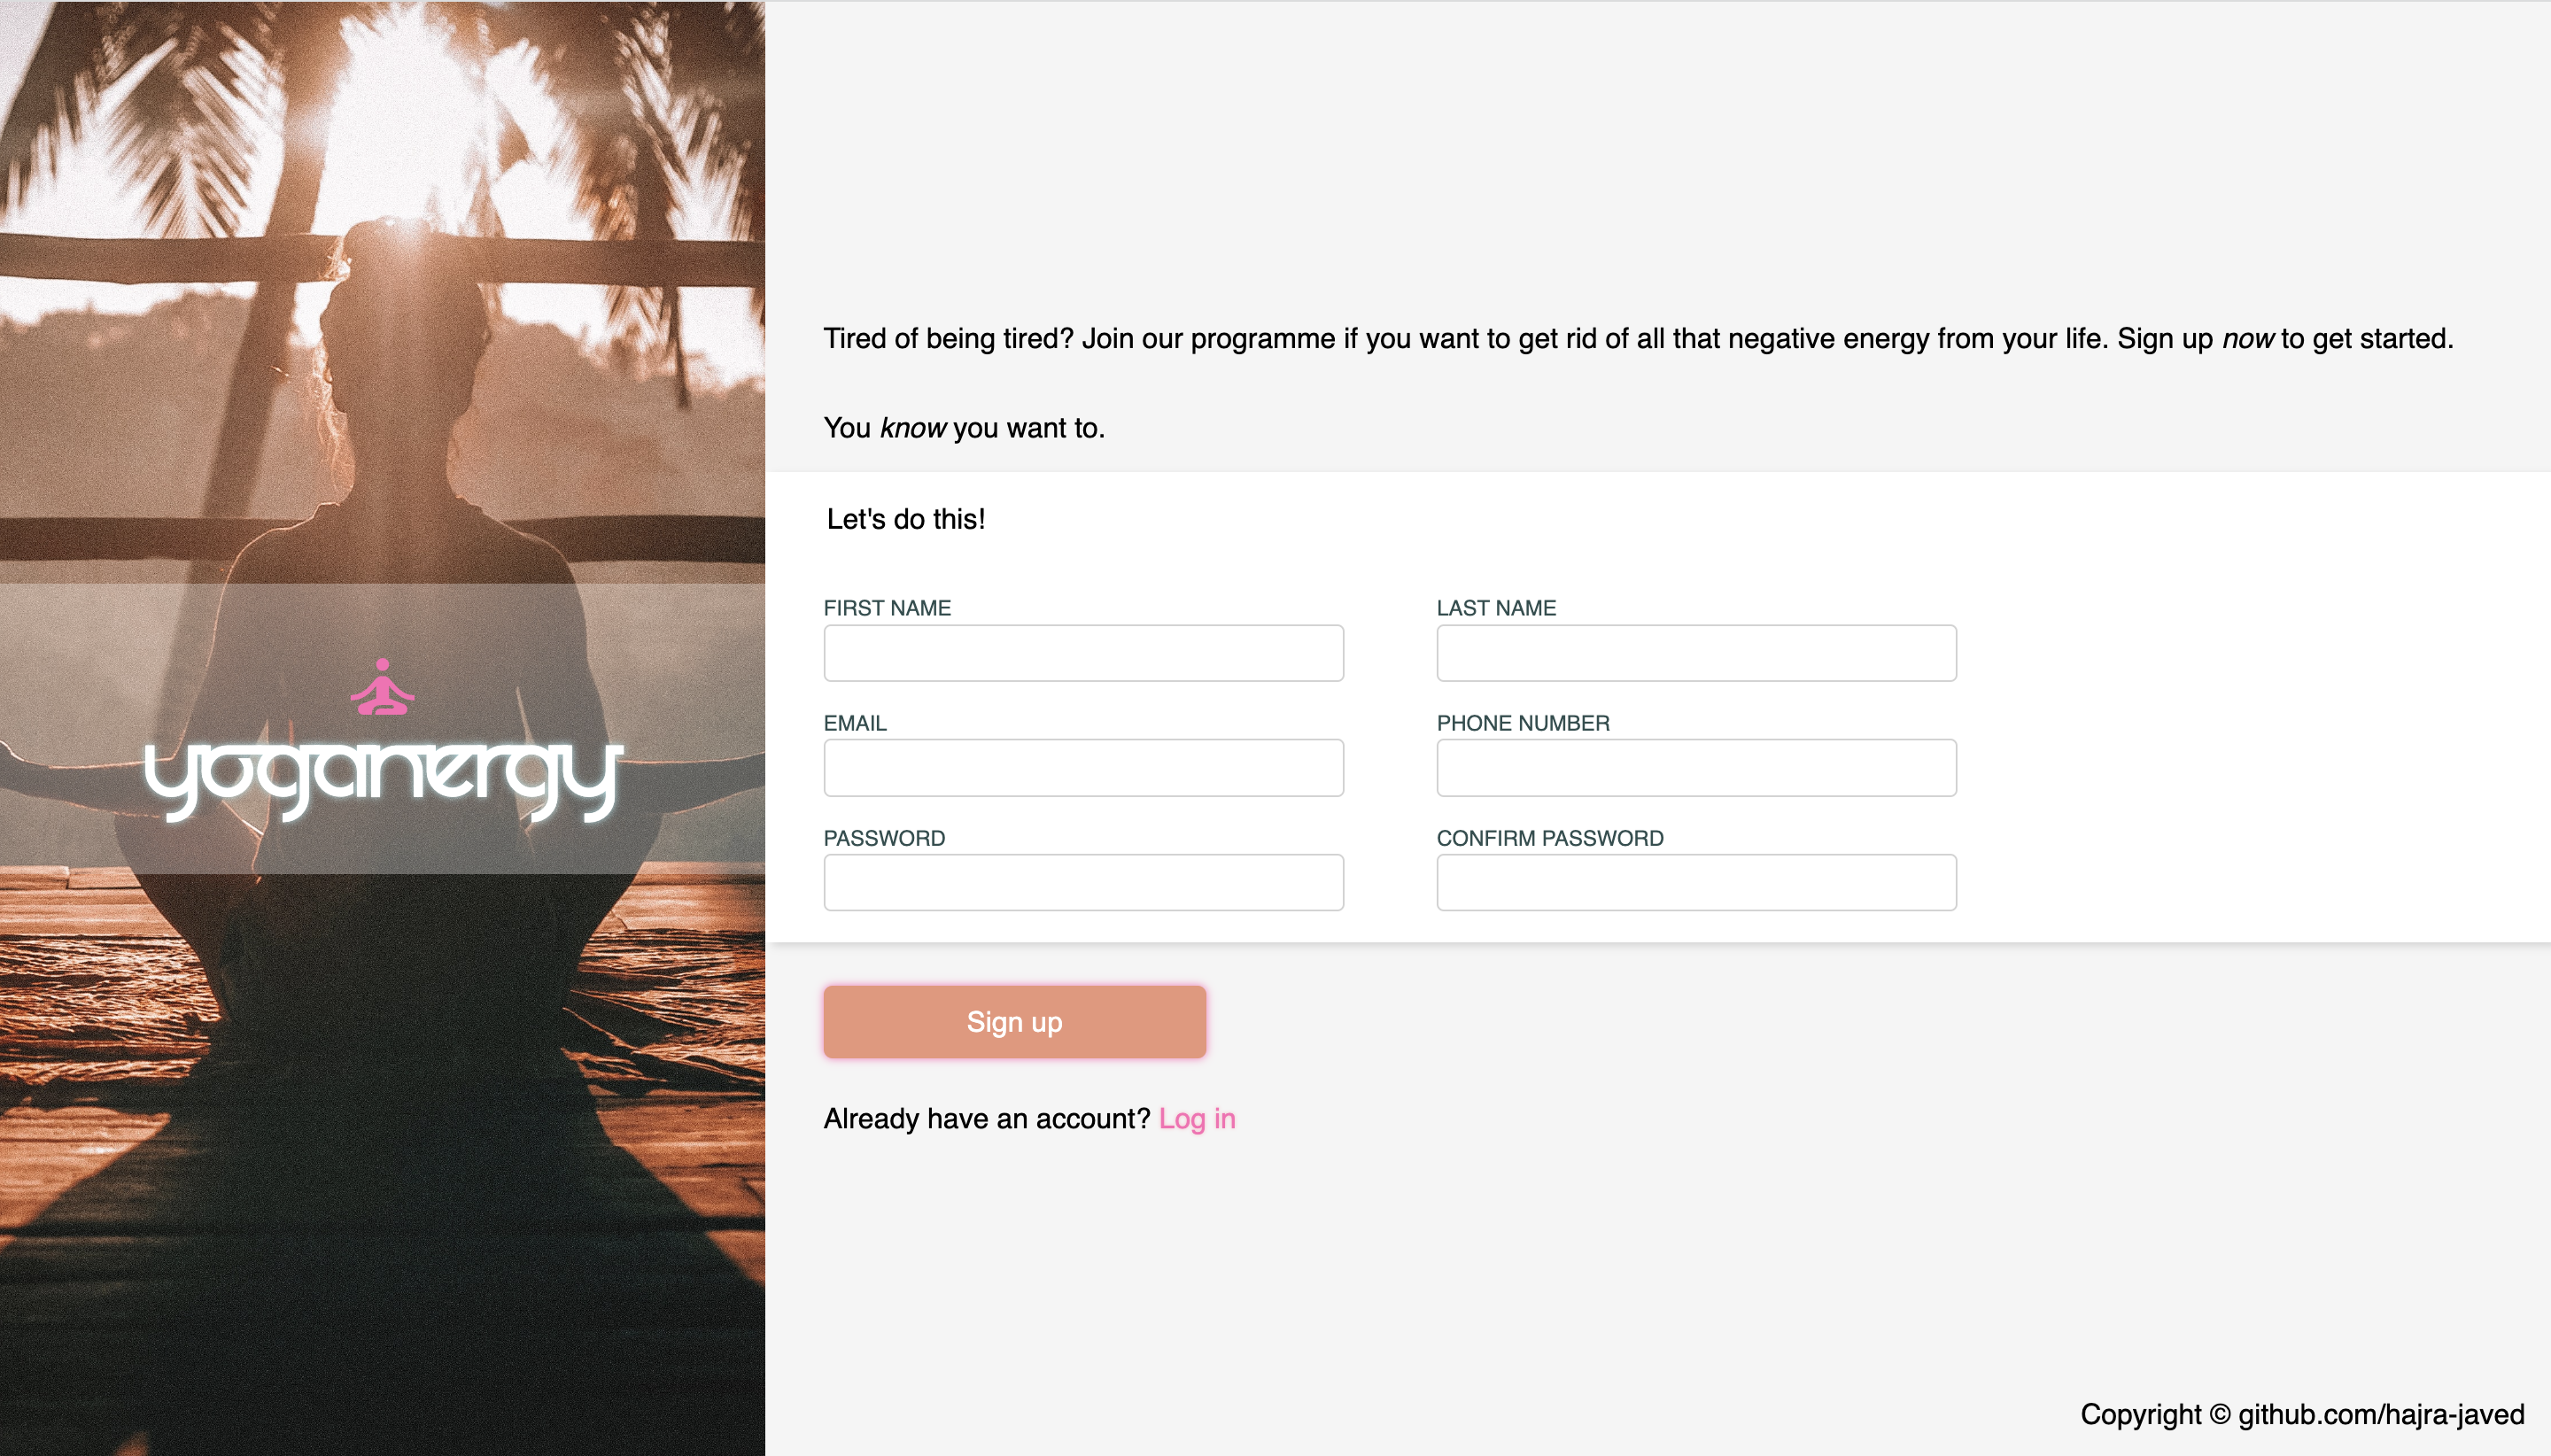 yoganergy
Tired of being tired? Join our programme if you want to get rid of all that negative energy from your life. Sign up now to get started.
You know you want to.
Let's do this!
FIRST NAME
LAST NAME
EMAIL
PHONE NUMBER
PASSWORD
CONFIRM PASSWORD
Sign up
Already have an account? Log in
Copyright © github.com/hajra-javed